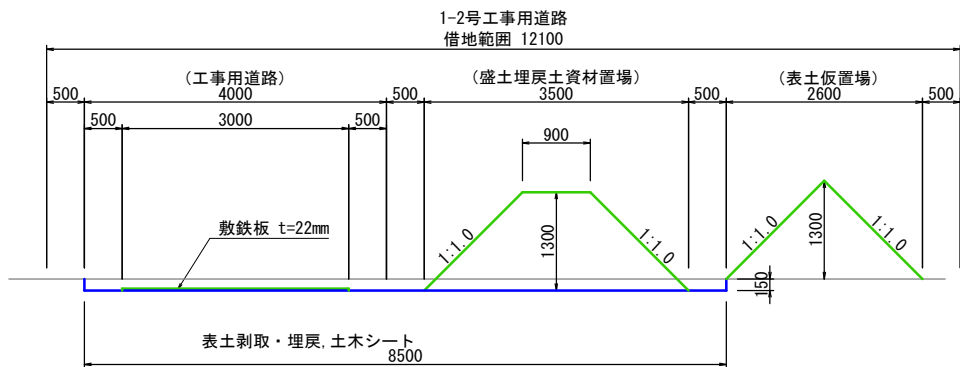 1-2号工事用道路
借地範囲 12100
(工事用道路)
(盛土埋戻土資材置場)
(表土仮置場)
500
4000
500
3500
500
2600
500
500
3000
500
900
敷鉄板 t=22mm
1:1.0
1300
1:1.0
1:1.0
1300
1:1.0
150
表土剥取・埋戻,土木シート
8500